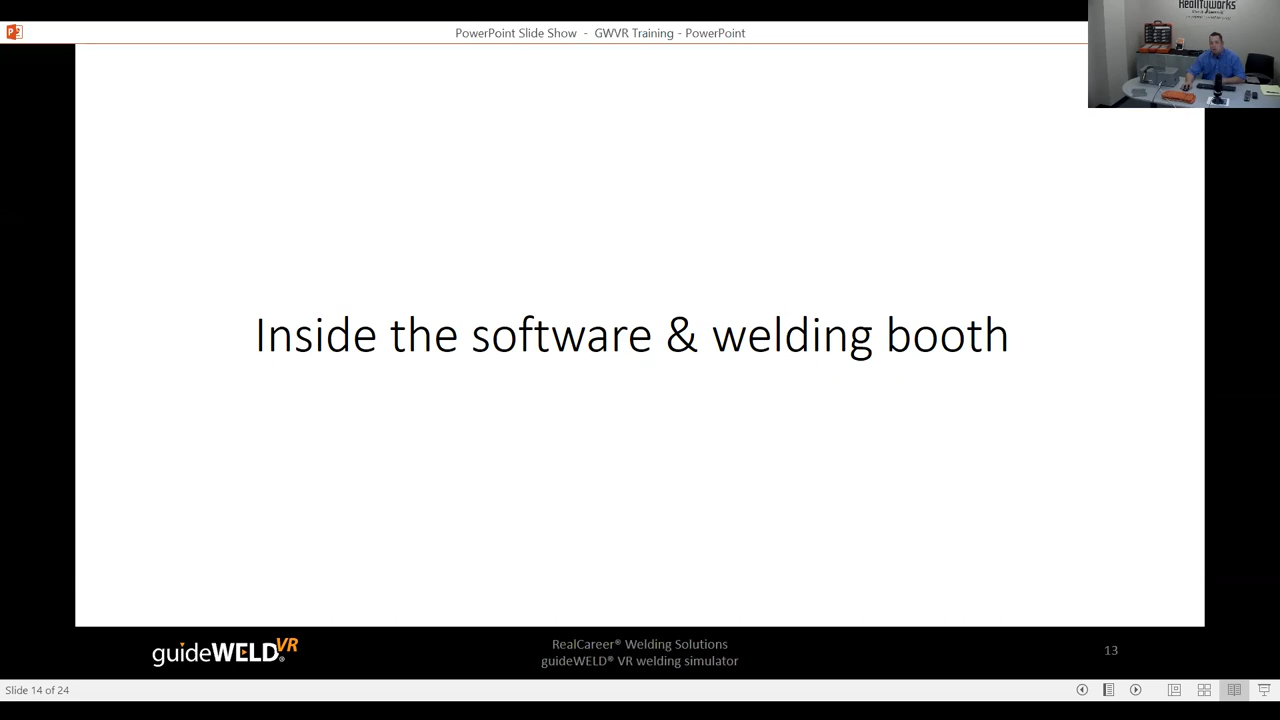 PowerPoint Slide Show - GWVR Training - PowerPoint
Realityworks
Inside the software & welding booth
guideWELD VR®
RealCareer® Welding Solutions
guideWELD® VR welding simulator
13
Slide 14 of 24